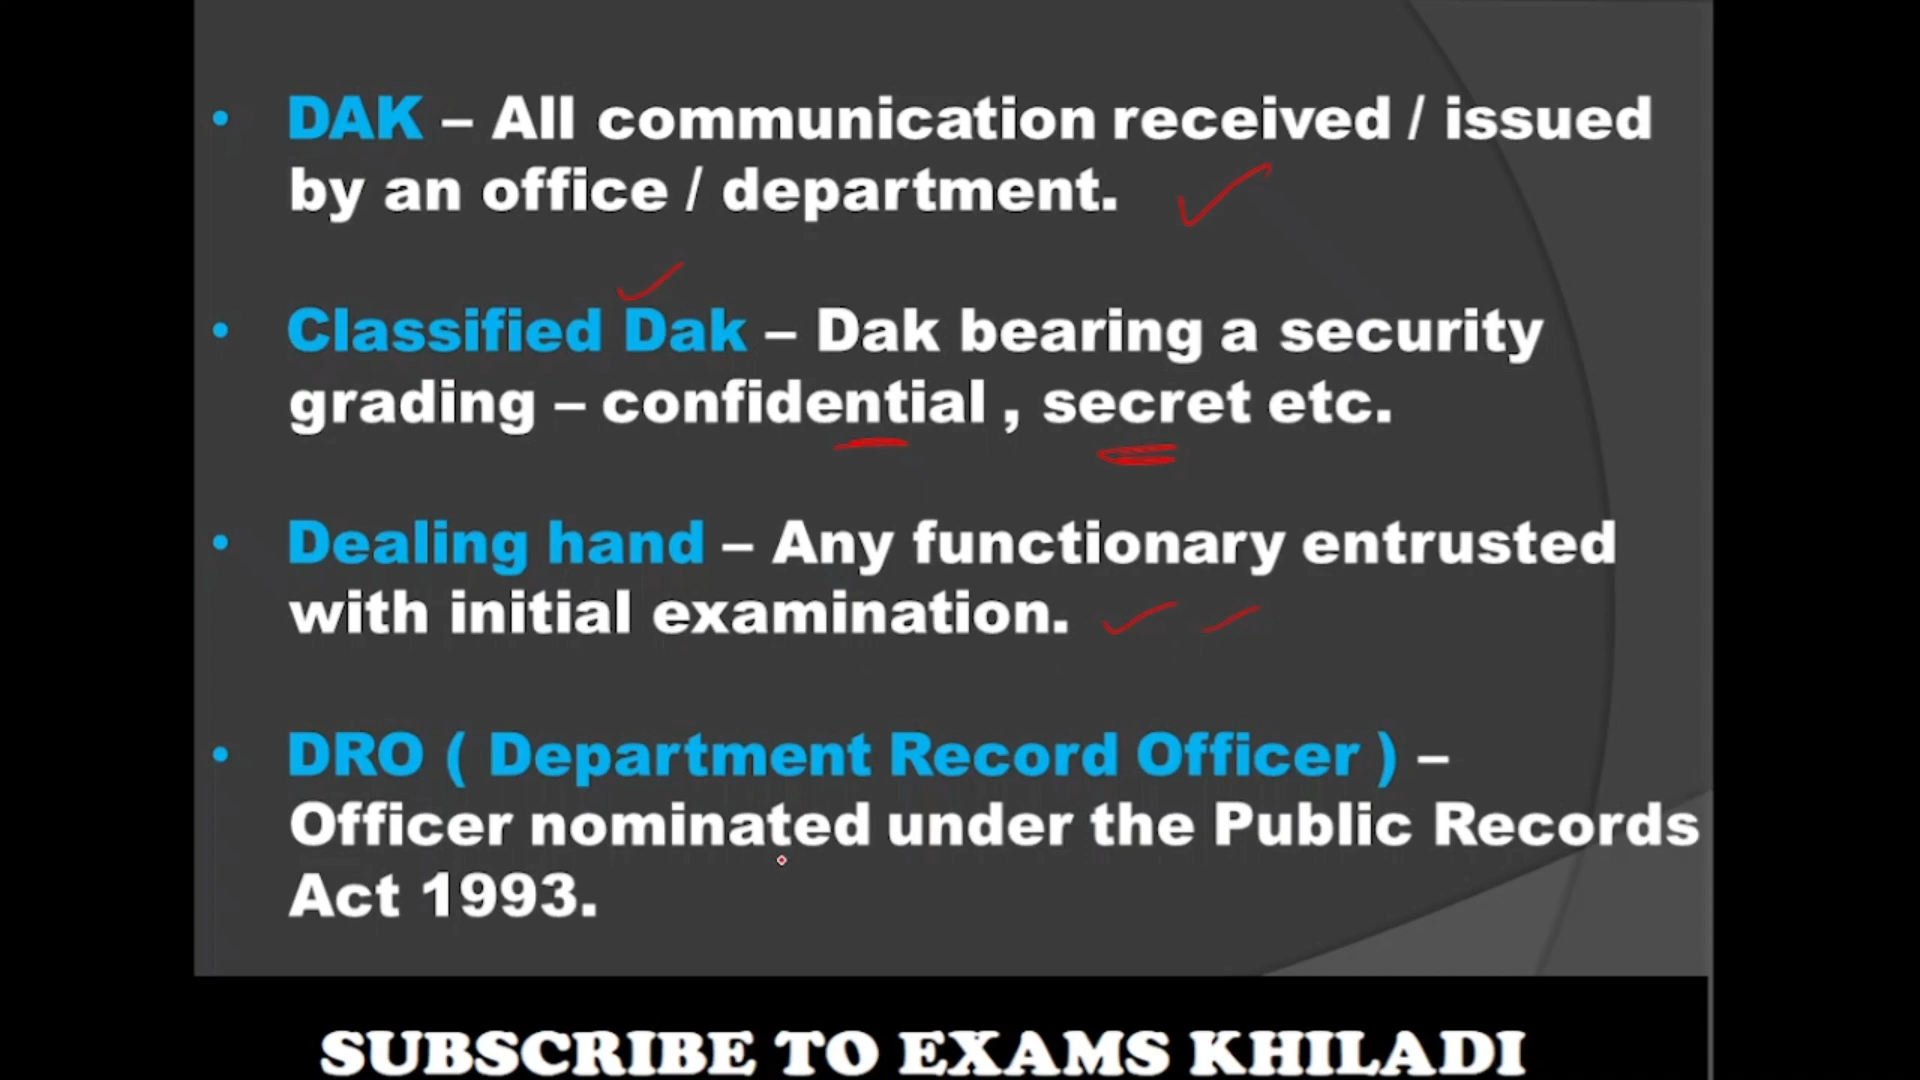 • DAK – All communication received / issued
by an office / department.
• Classified Dak – Dak bearing a security
grading – confidential , secret etc.
• Dealing hand – Any functionary entrusted
with initial examination.
• DRO ( Department Record Officer ) –
Officer nominated under the Public Records
Act 1993.
SUBSCRIBE TO EXAMS KHILADI